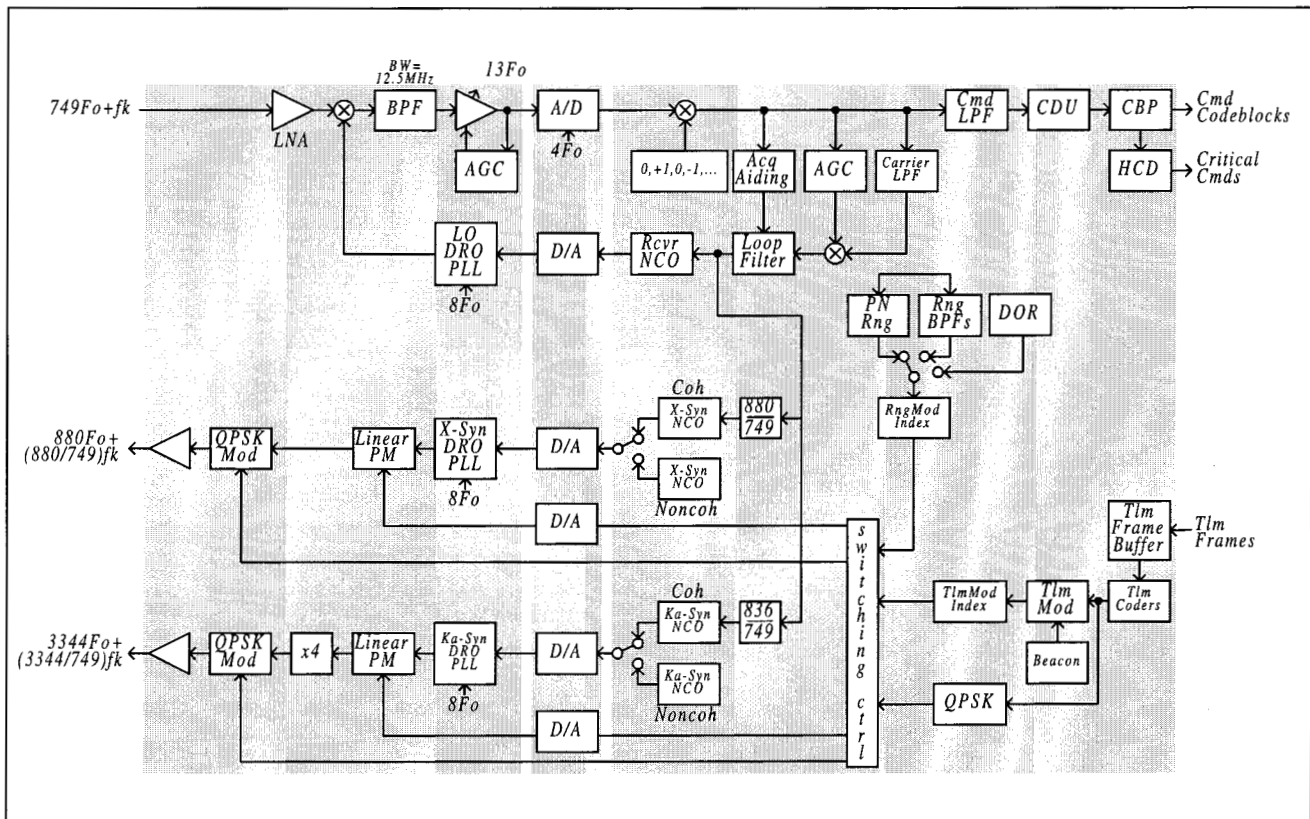 749Fo+fk
LNA
BW=
12.5MHz
BPF
13Fo
AGC
A/D
4Fo
0,+1,0,-1,...
Acq
Aiding
AGC
Carrier
LPF
Cmd
LPF
CDU
CBP
Cmd
Codeblocks
HCD
Critical
Cmds
LO
DRO
PLL
8Fo
D/A
Rcvr
NCO
Loop
Filter
PN
Rng
Rng
BPFs
DOR
RngMod
Index
880Fo+
(880/749)fk
QPSK
Mod
Linear
PM
X-Syn
DRO
PLL
8Fo
D/A
Coh
X-Syn
NCO
880
749
X-Syn
NCO
Noncoh
D/A
switching ctrl
Tlm
Frame
Buffer
Tlm
Frames
Tlm
Coders
Tlm
Mod
TlmMod
Index
Beacon
QPSK
3344Fo+
(3344/749)fk
QPSK
Mod
x4
Linear
PM
Ka-Syn
DRO
PLL
8Fo
D/A
Coh
Ka-Syn
NCO
836
749
Ka-Syn
NCO
Noncoh
D/A